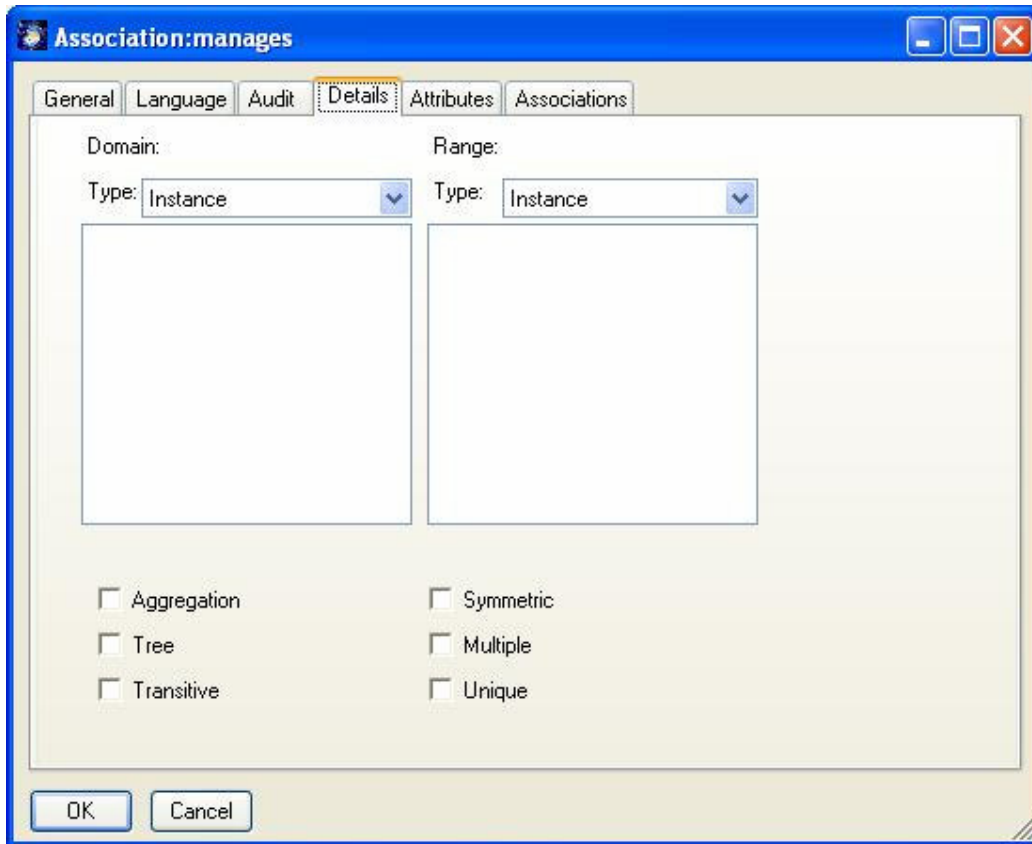 Association:manages
General Language Audit Details Attributes Associations
Domain: Range:
Type: Instance Type: Instance
Aggregation Symmetric
Tree Multiple
Transitive Unique
OK Cancel